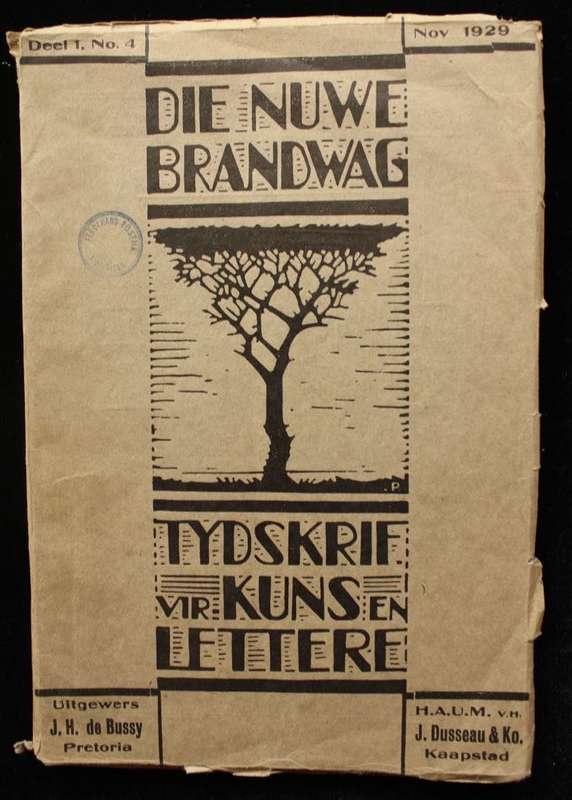 Deel 1, No. 4
Nov 1929
DIE NUWE
BRANDWAG
.P
TYDSKRIF
VIR KUNS EN
LETTERE
Uitgewers
J. H. de Bussy
Pretoria
H.A.U.M. v.h.
J. Dusseau & Ko.
Kaapstad